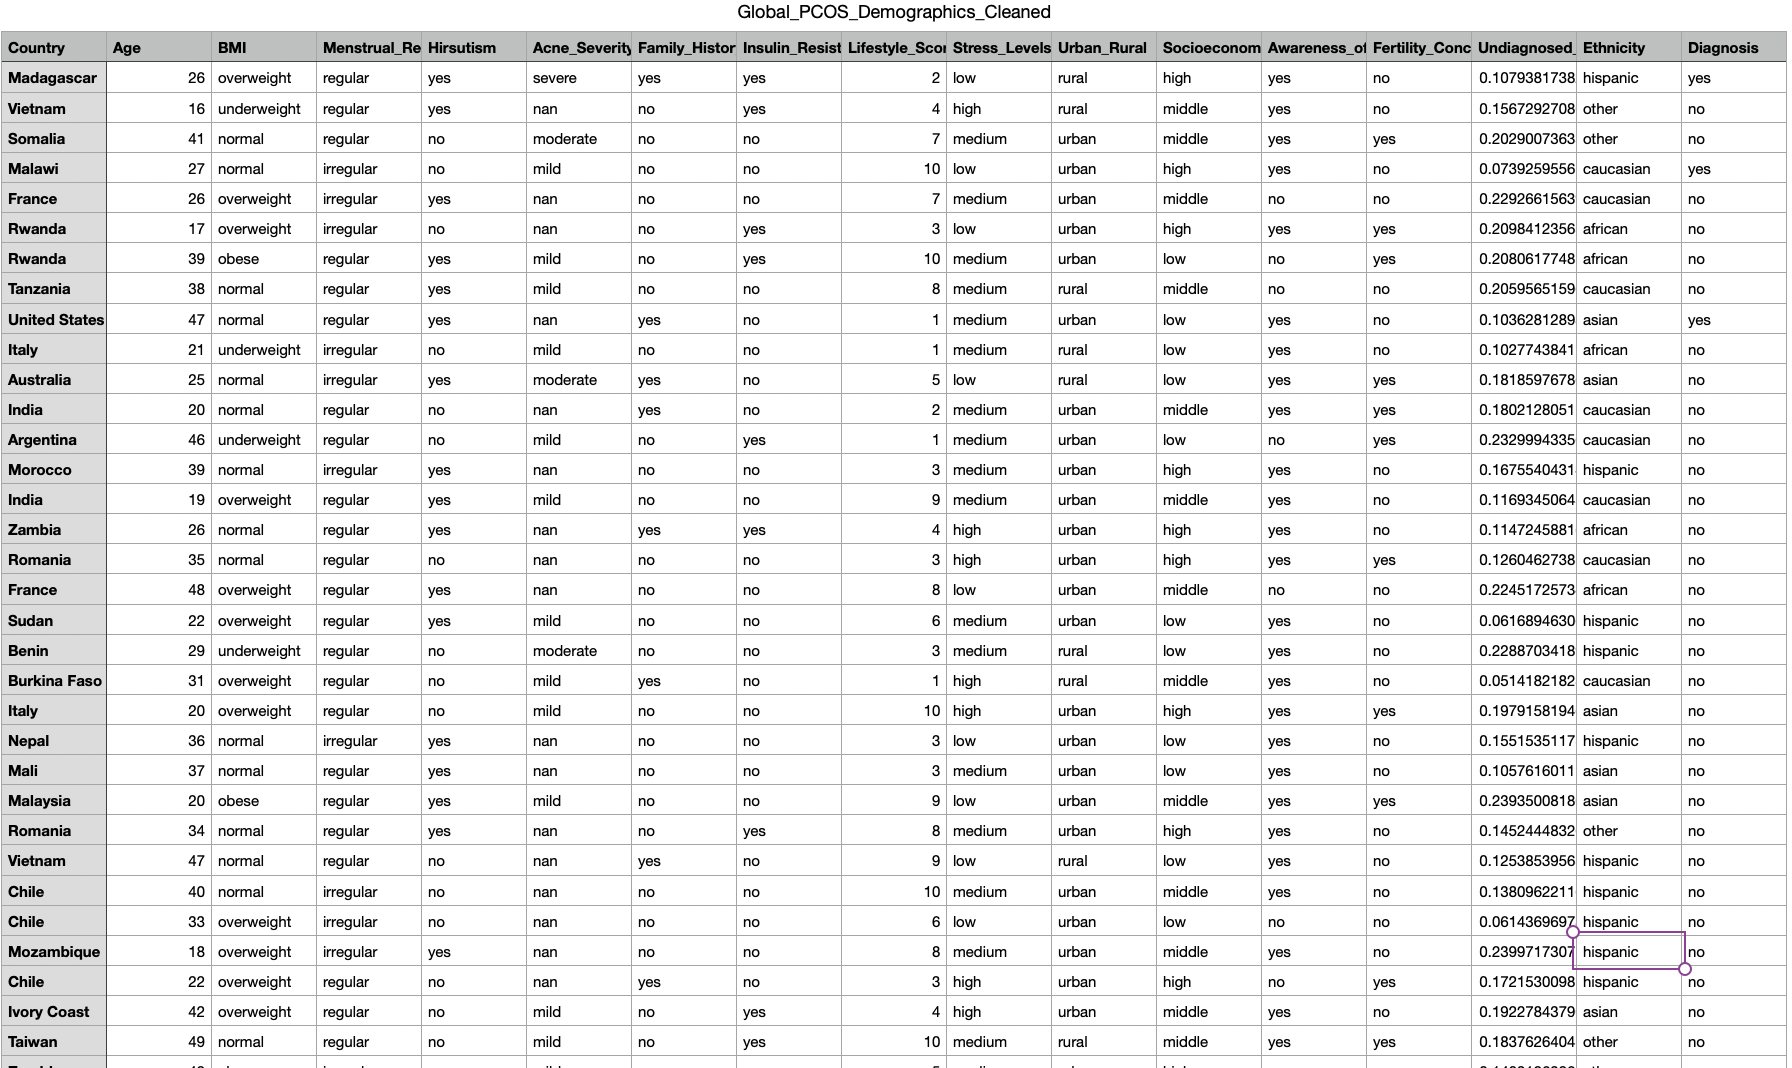 Global_PCOS_Demographics_Cleaned
Country Age BMI Menstrual_Re Hirsutism Acne_Severity Family_Histor Insulin_Resist Lifestyle_Scor Stress_Levels Urban_Rural Socioeconom Awareness_of Fertility_Conc Undiagnosed_ Ethnicity Diagnosis
Madagascar 26 overweight regular yes severe yes yes 2 low rural high yes no 0.1079381738 hispanic yes
Vietnam 16 underweight regular yes nan no yes 4 high rural middle yes no 0.1567292708 other no
Somalia 41 normal regular no moderate no no 7 medium urban middle yes yes 0.2029007363 other no
Malawi 27 normal irregular no mild no no 10 low urban high yes no 0.0739259556 caucasian yes
France 26 overweight irregular yes nan no no 7 medium urban middle no no 0.2292661563 caucasian no
Rwanda 17 overweight irregular no nan no yes 3 low urban high yes yes 0.2098412356 african no
Rwanda 39 obese regular yes mild no yes 10 medium urban low no yes 0.2080617748 african no
Tanzania 38 normal regular yes mild no no 8 medium rural middle no no 0.2059565159 caucasian no
United States 47 normal regular yes nan yes no 1 medium urban low yes no 0.1036281289 asian yes
Italy 21 underweight irregular no mild no no 1 medium rural low yes no 0.1027743841 african no
Australia 25 normal irregular yes moderate yes no 5 low rural low yes yes 0.1818597678 asian no
India 20 normal regular no nan yes no 2 medium urban middle yes yes 0.1802128051 caucasian no
Argentina 46 underweight regular no mild no yes 1 medium urban low no yes 0.2329994335 caucasian no
Morocco 39 normal irregular yes nan no no 3 medium urban high yes no 0.1675540431 hispanic no
India 19 overweight regular yes mild no no 9 medium urban middle yes no 0.1169345064 caucasian no
Zambia 26 normal regular yes nan yes yes 4 high urban high yes no 0.1147245881 african no
Romania 35 normal regular no nan no no 3 high urban high yes yes 0.1260462738 caucasian no
France 48 overweight regular yes nan no no 8 low urban middle no no 0.2245172573 african no
Sudan 22 overweight regular yes mild no no 6 medium urban low yes no 0.0616894630 hispanic no
Benin 29 underweight regular no moderate no no 3 medium rural low yes no 0.2288703418 hispanic no
Burkina Faso 31 overweight regular no mild yes no 1 high rural middle yes no 0.0514182182 caucasian no
Italy 20 overweight regular no mild no no 10 high urban high yes yes 0.1979158194 asian no
Nepal 36 normal irregular yes nan no no 3 low urban low yes no 0.1551535117 hispanic no
Mali 37 normal regular yes nan no no 3 medium urban low yes no 0.1057616011 asian no
Malaysia 20 obese regular yes mild no no 9 low urban middle yes yes 0.2393500818 asian no
Romania 34 normal regular yes nan no yes 8 medium urban high yes no 0.1452444832 other no
Vietnam 47 normal regular no nan yes no 9 low rural low yes no 0.1253853956 hispanic no
Chile 40 normal irregular no nan no no 10 medium urban middle yes no 0.1380962211 hispanic no
Chile 33 overweight irregular no nan no no 6 low urban low no no 0.0614369697 hispanic no
Mozambique 18 overweight irregular yes nan no no 8 medium urban middle yes no 0.2399717307 hispanic no
Chile 22 overweight regular no nan yes no 3 high urban high no yes 0.1721530098 hispanic no
Ivory Coast 42 overweight regular no mild no yes 4 high urban middle yes no 0.1922784379 asian no
Taiwan 49 normal regular no mild no yes 10 medium rural middle yes yes 0.1837626404 other no